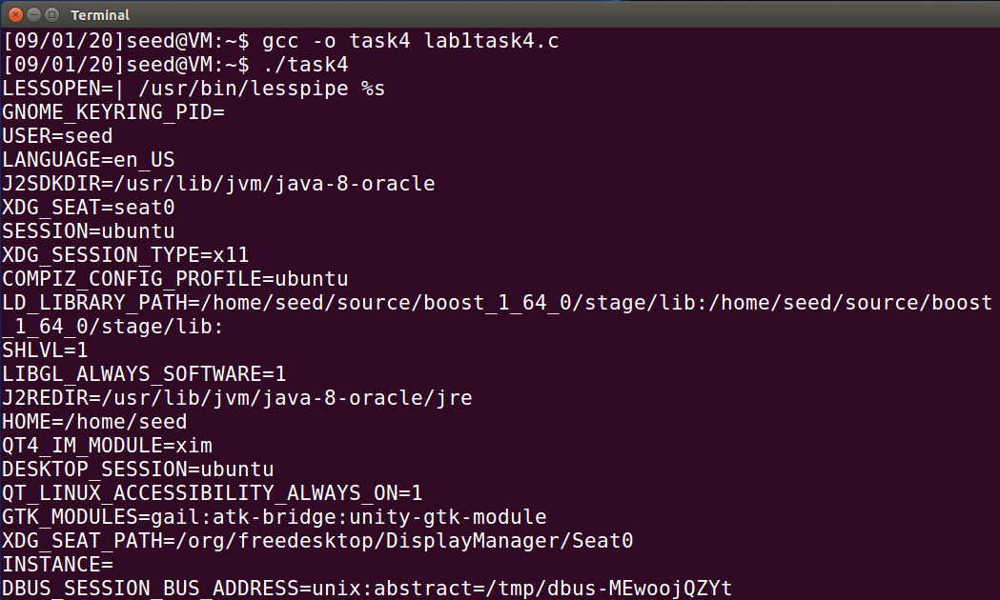 Terminal
[09/01/20]seed@VM:~$ gcc -o task4 lab1task4.c
[09/01/20]seed@VM:~$ ./task4
LESSOPEN=| /usr/bin/lesspipe %s
GNOME_KEYRING_PID=
USER=seed
LANGUAGE=en_US
J2SDKDIR=/usr/lib/jvm/java-8-oracle
XDG_SEAT=seat0
SESSION=ubuntu
XDG_SESSION_TYPE=x11
COMPIZ_CONFIG_PROFILE=ubuntu
LD_LIBRARY_PATH=/home/seed/source/boost_1_64_0/stage/lib:/home/seed/source/boost
_1_64_0/stage/lib:
SHLVL=1
LIBGL_ALWAYS_SOFTWARE=1
J2REDIR=/usr/lib/jvm/java-8-oracle/jre
HOME=/home/seed
QT4_IM_MODULE=xim
DESKTOP_SESSION=ubuntu
QT_LINUX_ACCESSIBILITY_ALWAYS_ON=1
GTK_MODULES=gail:atk-bridge:unity-gtk-module
XDG_SEAT_PATH=/org/freedesktop/DisplayManager/Seat0
INSTANCE=
DBUS_SESSION_BUS_ADDRESS=unix:abstract=/tmp/dbus-MEwoojQZYt